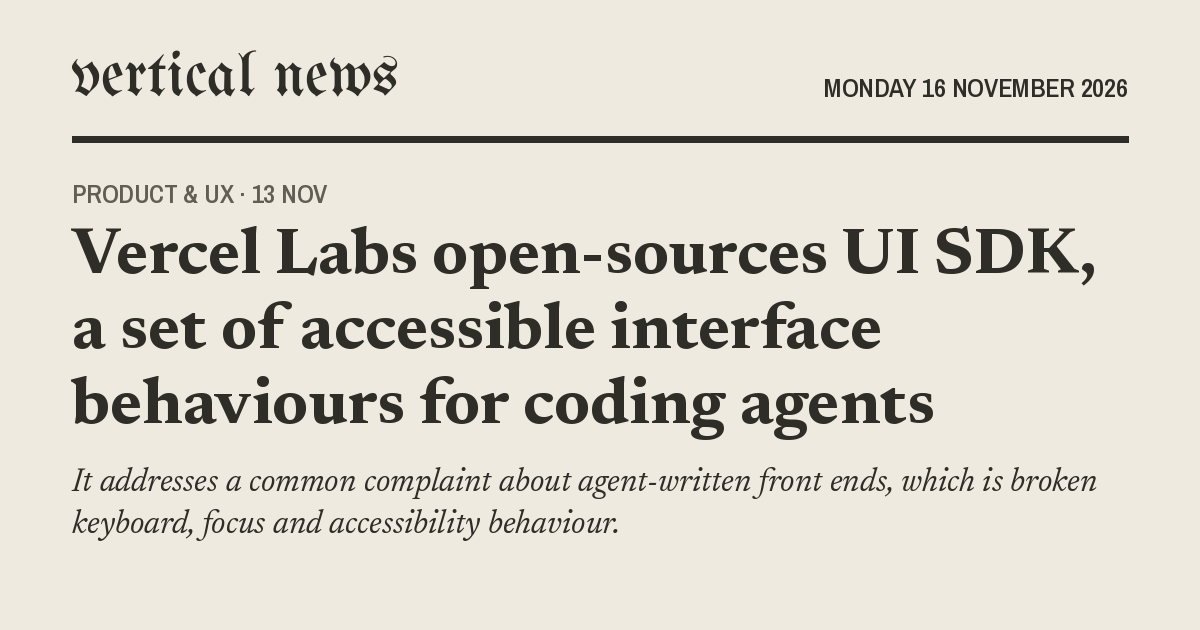 vertical news
MONDAY 16 NOVEMBER 2026
PRODUCT & UX · 13 NOV
Vercel Labs open-sources UI SDK,
a set of accessible interface
behaviours for coding agents
It addresses a common complaint about agent-written front ends, which is broken
keyboard, focus and accessibility behaviour.